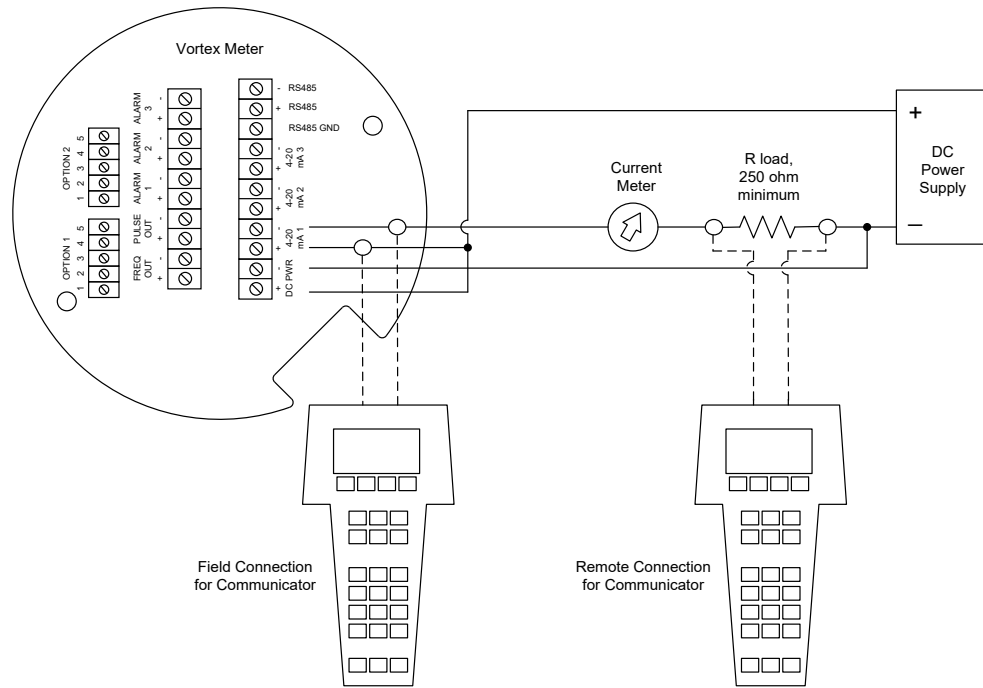 Vortex Meter
OPTION 2
1 2 3 4 5
OPTION 1
1 2 3 4 5
ALARM
3
+ -
ALARM
2
+ -
ALARM
1
+ -
PULSE
OUT
+ -
FREQ
OUT
+ -
- RS485
+ RS485
RS485 GND
4-20
mA 3
+ -
4-20
mA 2
+ -
4-20
mA 1
+ -
DC PWR
+ -
Current
Meter
R load,
250 ohm
minimum
+
DC
Power
Supply
–
Field Connection
for Communicator
Remote Connection
for Communicator